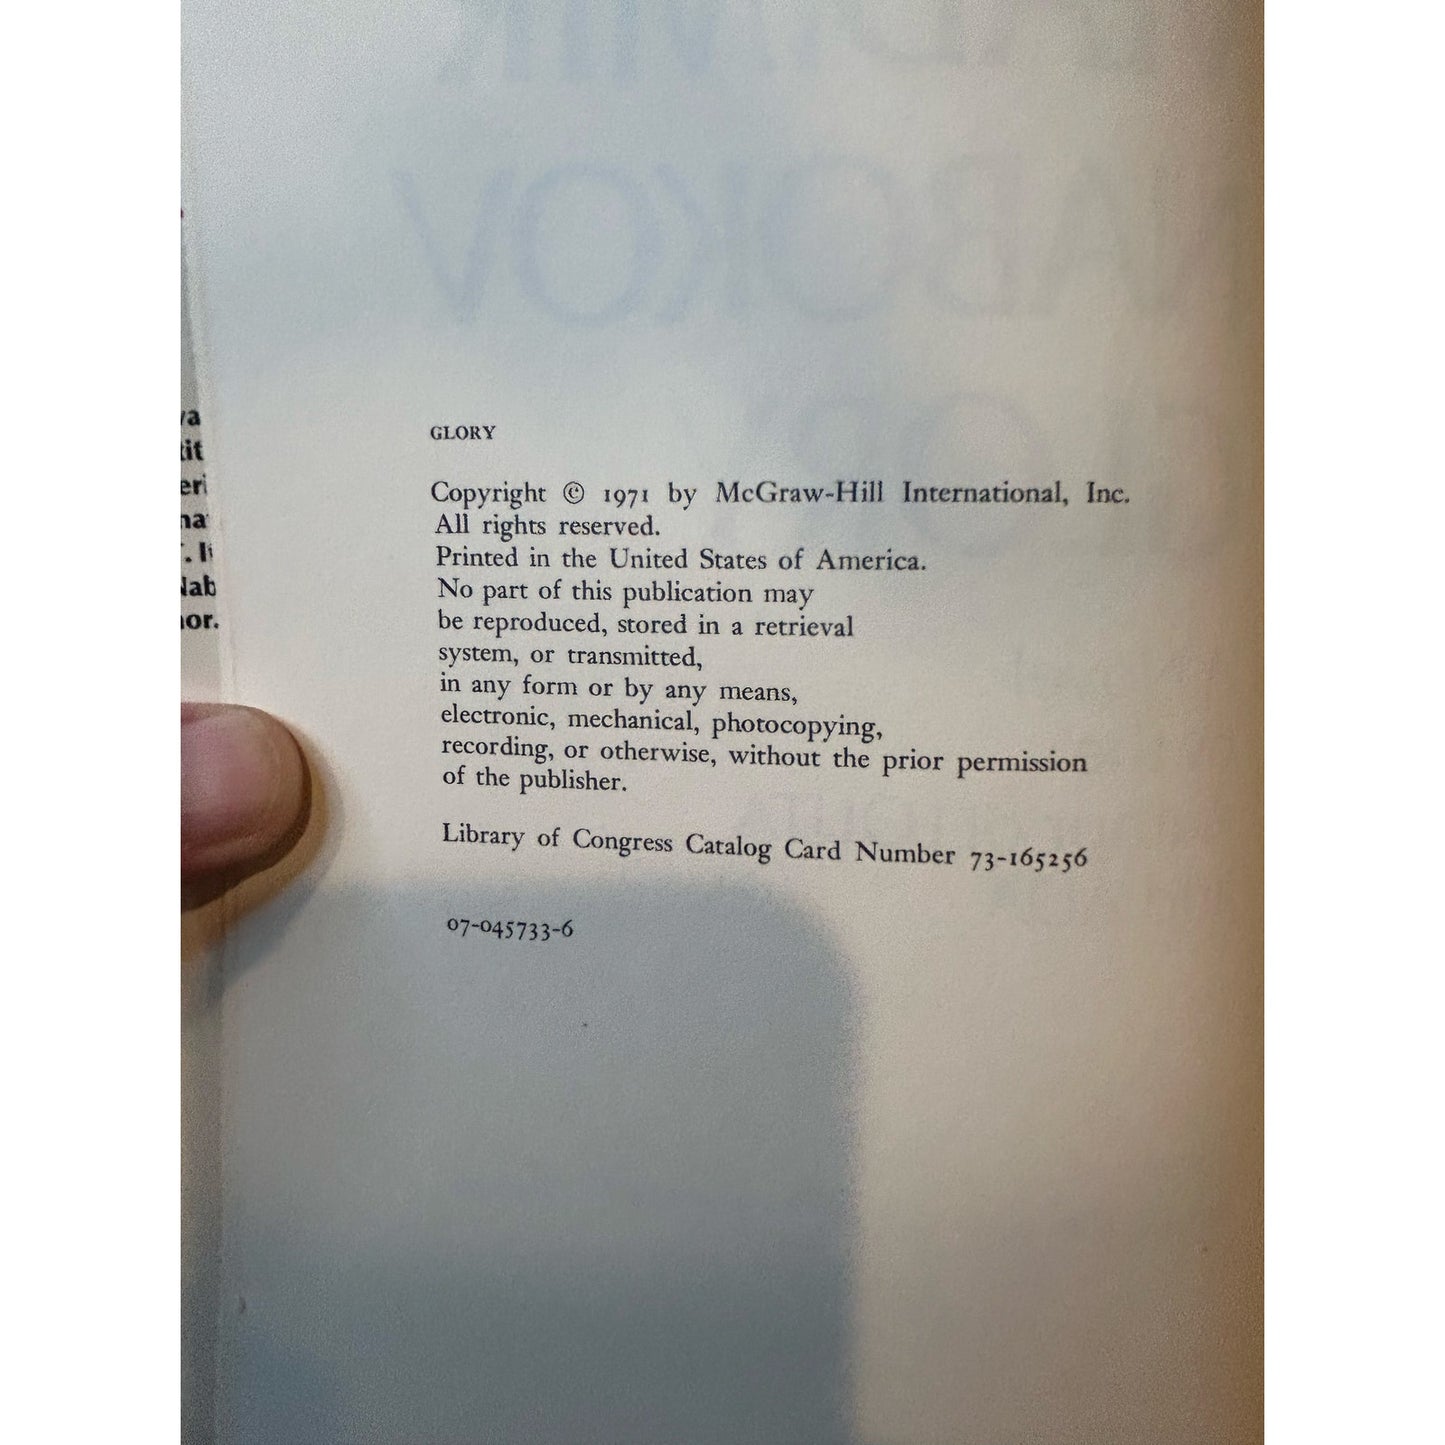 GLORY
Copyright © 1971 by McGraw-Hill International, Inc.
All rights reserved.
Printed in the United States of America.
No part of this publication may
be reproduced, stored in a retrieval
system, or transmitted,
in any form or by any means,
electronic, mechanical, photocopying,
recording, or otherwise, without the prior permission
of the publisher.
Library of Congress Catalog Card Number 73-165256
07-045733-6